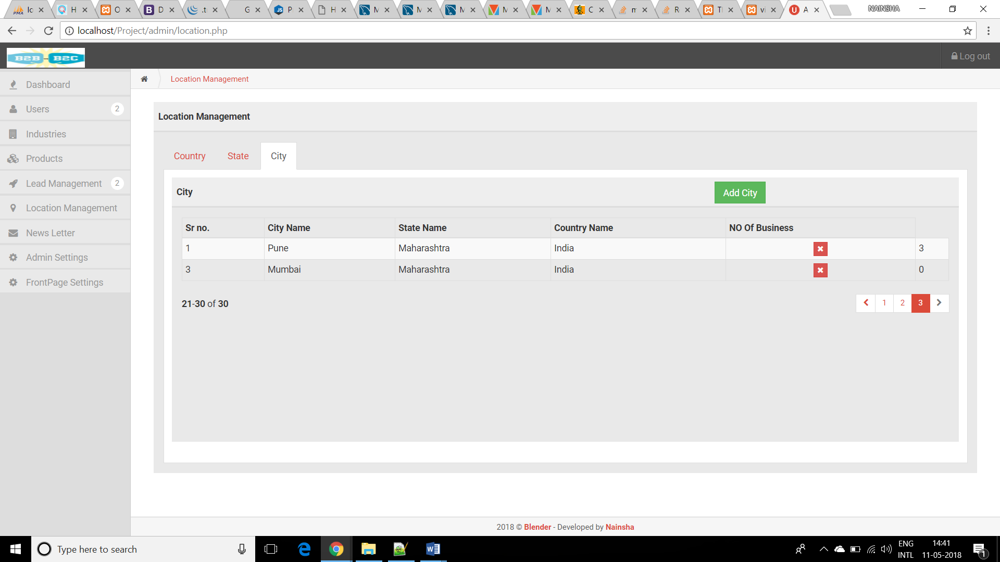 Ic H O D .t G P H M M M M M C m R Tl vi A NAINSHA
localhost/Project/admin/location.php
B2B - B2C
Log out
Location Management
Dashboard
Users 2
Industries
Products
Lead Management 2
Location Management
News Letter
Admin Settings
FrontPage Settings
Location Management
Country State City
City Add City
Sr no. City Name State Name Country Name NO Of Business
1 Pune Maharashtra India 3
3 Mumbai Maharashtra India 0
21-30 of 30
1 2 3
2018 © Blender - Developed by Nainsha
Type here to search
ENG
INTL
14:41
11-05-2018
1